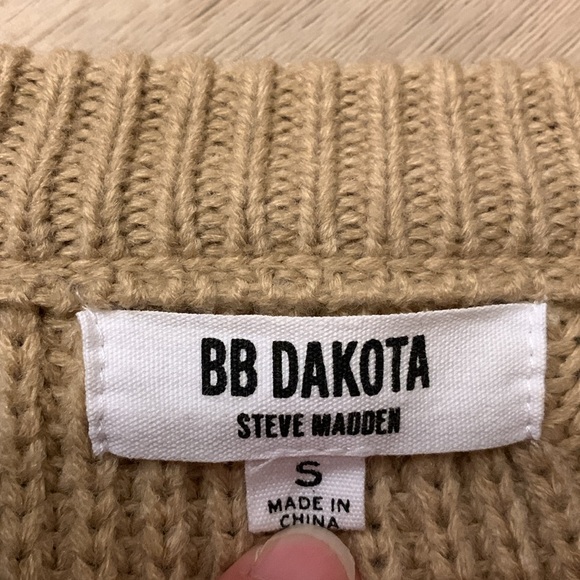 BB DAKOTA
STEVE MADDEN
S
MADE IN
CHINA